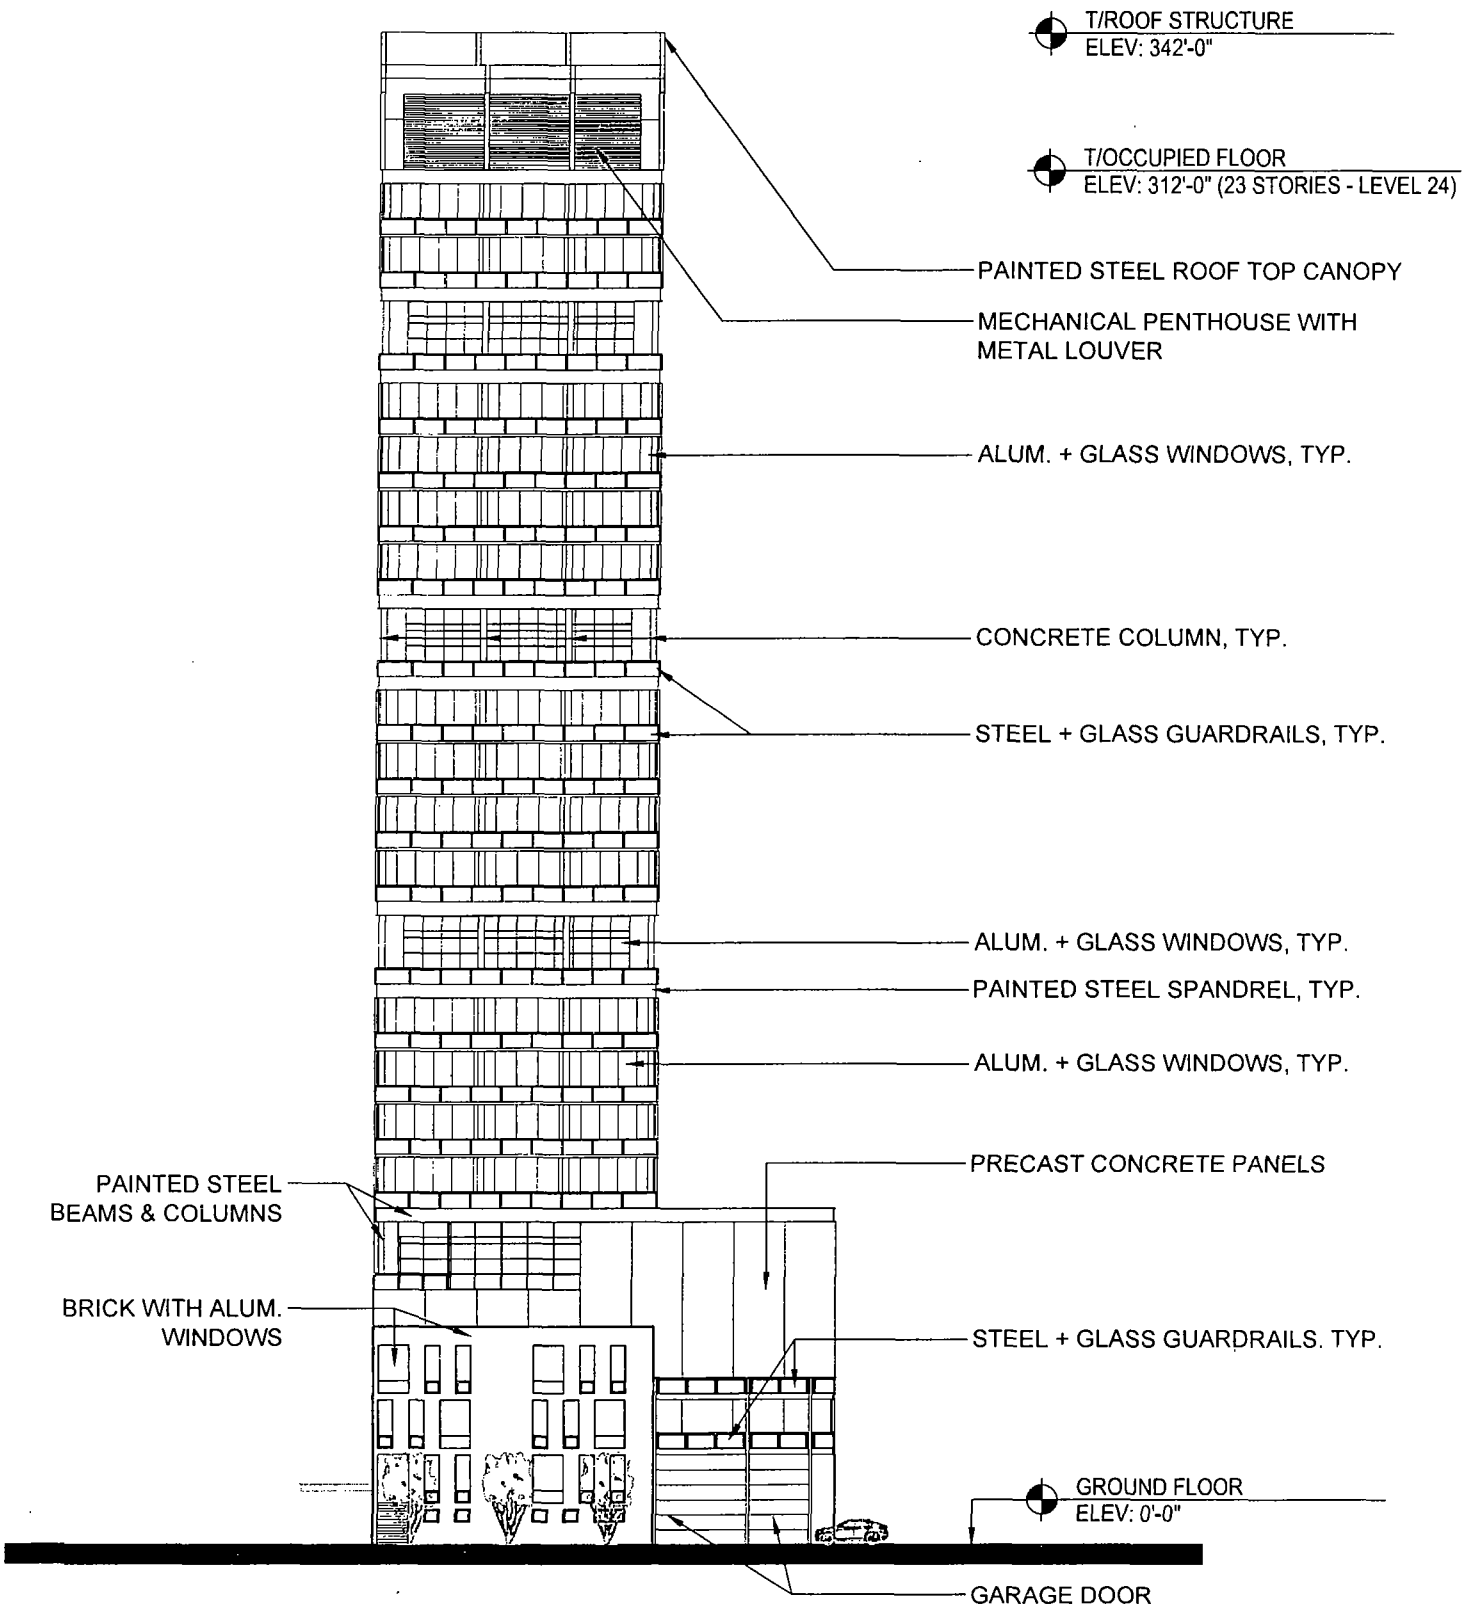 T/ROOF STRUCTURE
ELEV: 342'-0"
T/OCCUPIED FLOOR
ELEV: 312'-0" (23 STORIES - LEVEL 24)
PAINTED STEEL ROOF TOP CANOPY
MECHANICAL PENTHOUSE WITH
METAL LOUVER
ALUM. + GLASS WINDOWS, TYP.
CONCRETE COLUMN, TYP.
STEEL + GLASS GUARDRAILS, TYP.
ALUM. + GLASS WINDOWS, TYP.
PAINTED STEEL SPANDREL, TYP.
ALUM. + GLASS WINDOWS, TYP.
PRECAST CONCRETE PANELS
PAINTED STEEL
BEAMS & COLUMNS
BRICK WITH ALUM.
WINDOWS
STEEL + GLASS GUARDRAILS. TYP.
GROUND FLOOR
ELEV: 0'-0"
GARAGE DOOR